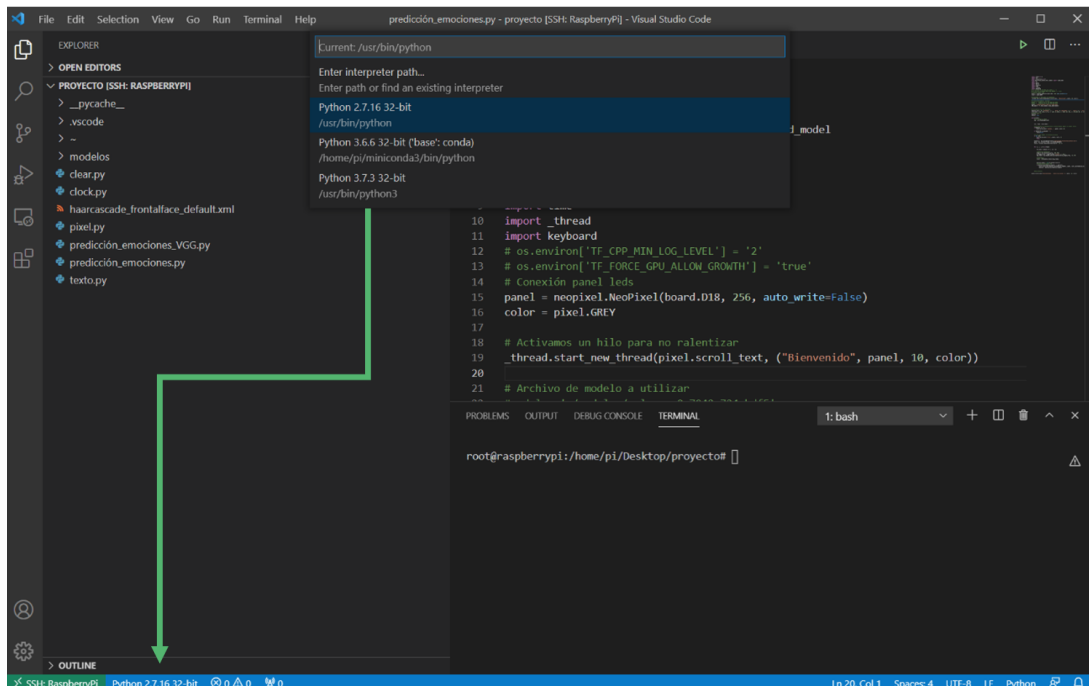 File Edit Selection View Go Run Terminal Help
predicción_emociones.py - proyecto [SSH: RaspberryPi] - Visual Studio Code
EXPLORER
OPEN EDITORS
PROYECTO [SSH: RASPBERRYPI]
__pycache__
.vscode
~
modelos
clear.py
clock.py
haarcascade_frontalface_default.xml
pixel.py
predicción_emociones_VGG.py
predicción_emociones.py
texto.py
Current: /usr/bin/python
Enter interpreter path...
Enter path or find an existing interpreter
Python 2.7.16 32-bit
/usr/bin/python
Python 3.6.6 32-bit ('base': conda)
/home/pi/miniconda3/bin/python
Python 3.7.3 32-bit
/usr/bin/python3
d_model
10 import _thread
11 import keyboard
12 # os.environ['TF_CPP_MIN_LOG_LEVEL'] = '2'
13 # os.environ['TF_FORCE_GPU_ALLOW_GROWTH'] = 'true'
14 # Conexión panel leds
15 panel = neopixel.NeoPixel(board.D18, 256, auto_write=False)
16 color = pixel.GREY
17
18 # Activamos un hilo para no ralentizar
19 _thread.start_new_thread(pixel.scroll_text, ("Bienvenido", panel, 10, color))
20
21 # Archivo de modelo a utilizar
PROBLEMS OUTPUT DEBUG CONSOLE TERMINAL
1: bash
root@raspberrypi:/home/pi/Desktop/proyecto#
OUTLINE
SSH: RaspberryPi Python 2.7.16 32-bit 0 0 0
Ln 20, Col 1 Spaces: 4 UTF-8 LF Python